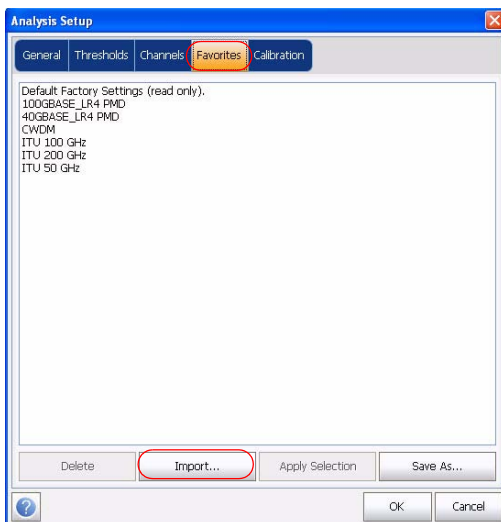 Analysis Setup
General Thresholds Channels Favorites Calibration
Default Factory Settings (read only).
100GBASE_LR4 PMD
40GBASE_LR4 PMD
CWDM
ITU 100 GHz
ITU 200 GHz
ITU 50 GHz
Delete Import... Apply Selection Save As...
? OK Cancel